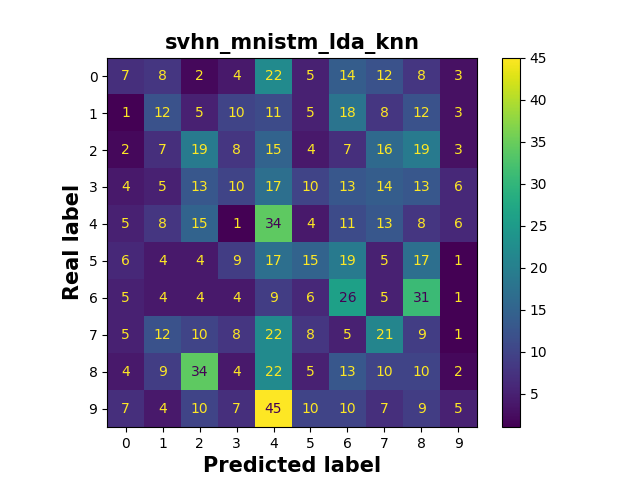 svhn_mnistm_lda_knn
0 7 8 2 4 22 5 14 12 8 3
1 1 12 5 10 11 5 18 8 12 3
2 2 7 19 8 15 4 7 16 19 3
3 4 5 13 10 17 10 13 14 13 6
4 5 8 15 1 34 4 11 13 8 6
5 6 4 4 9 17 15 19 5 17 1
6 5 4 4 4 9 6 26 5 31 1
7 5 12 10 8 22 8 5 21 9 1
8 4 9 34 4 22 5 13 10 10 2
9 7 4 10 7 45 10 10 7 9 5
0 1 2 3 4 5 6 7 8 9
Predicted label
Real label
45
40
35
30
25
20
15
10
5